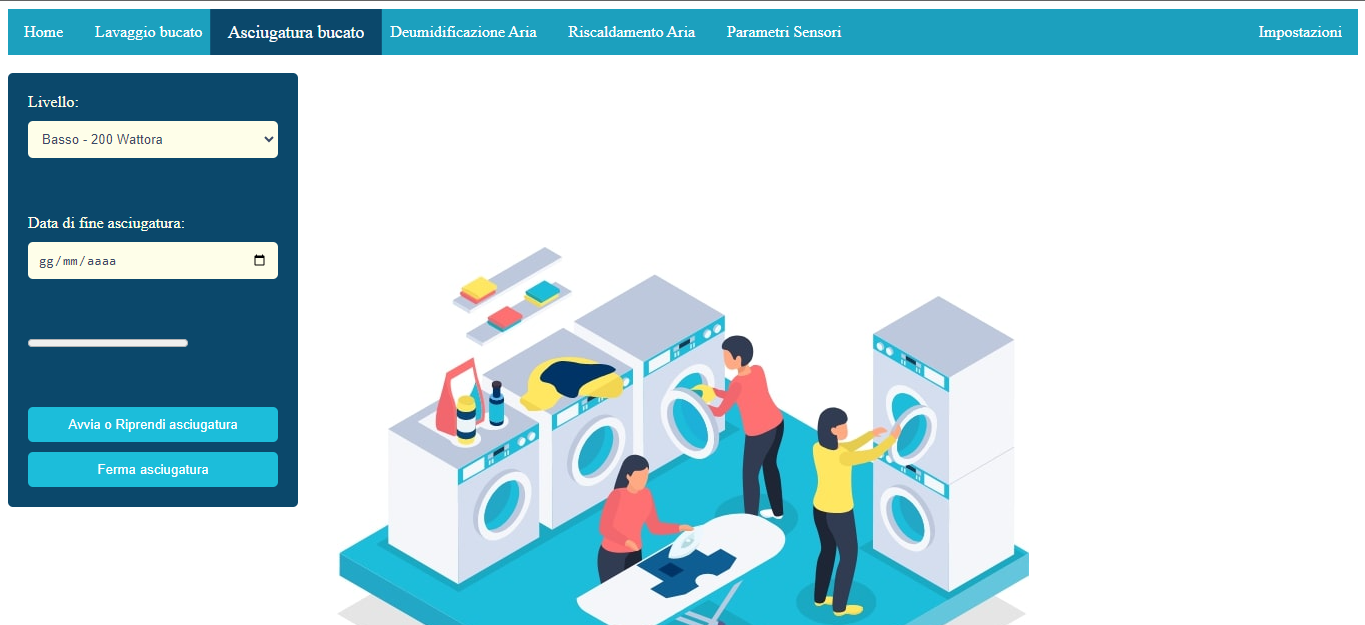 Home Lavaggio bucato Asciugatura bucato Deumidificazione Aria Riscaldamento Aria Parametri Sensori Impostazioni
Livello:
Basso - 200 Wattora
Data di fine asciugatura:
gg/mm/aaaa
Avvia o Riprendi asciugatura
Ferma asciugatura